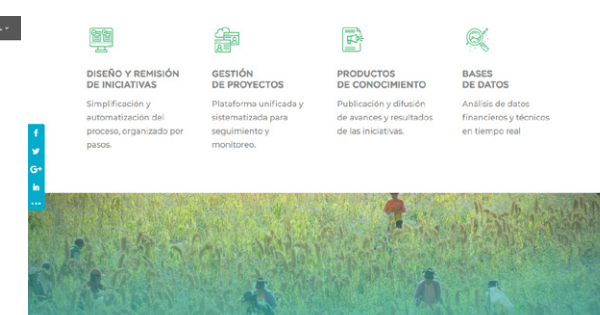 DISEÑO Y REMISIÓN
DE INICIATIVAS
Simplificación y
automatización del
proceso, organizado por
pasos.
GESTIÓN
DE PROYECTOS
Plataforma unificada y
sistematizada para
seguimiento y
monitoreo.
PRODUCTOS
DE CONOCIMIENTO
Publicación y difusión
de avances y resultados
de las iniciativas.
BASES
DE DATOS
Análisis de datos
financieros y técnicos
en tiempo real
f
G+
in